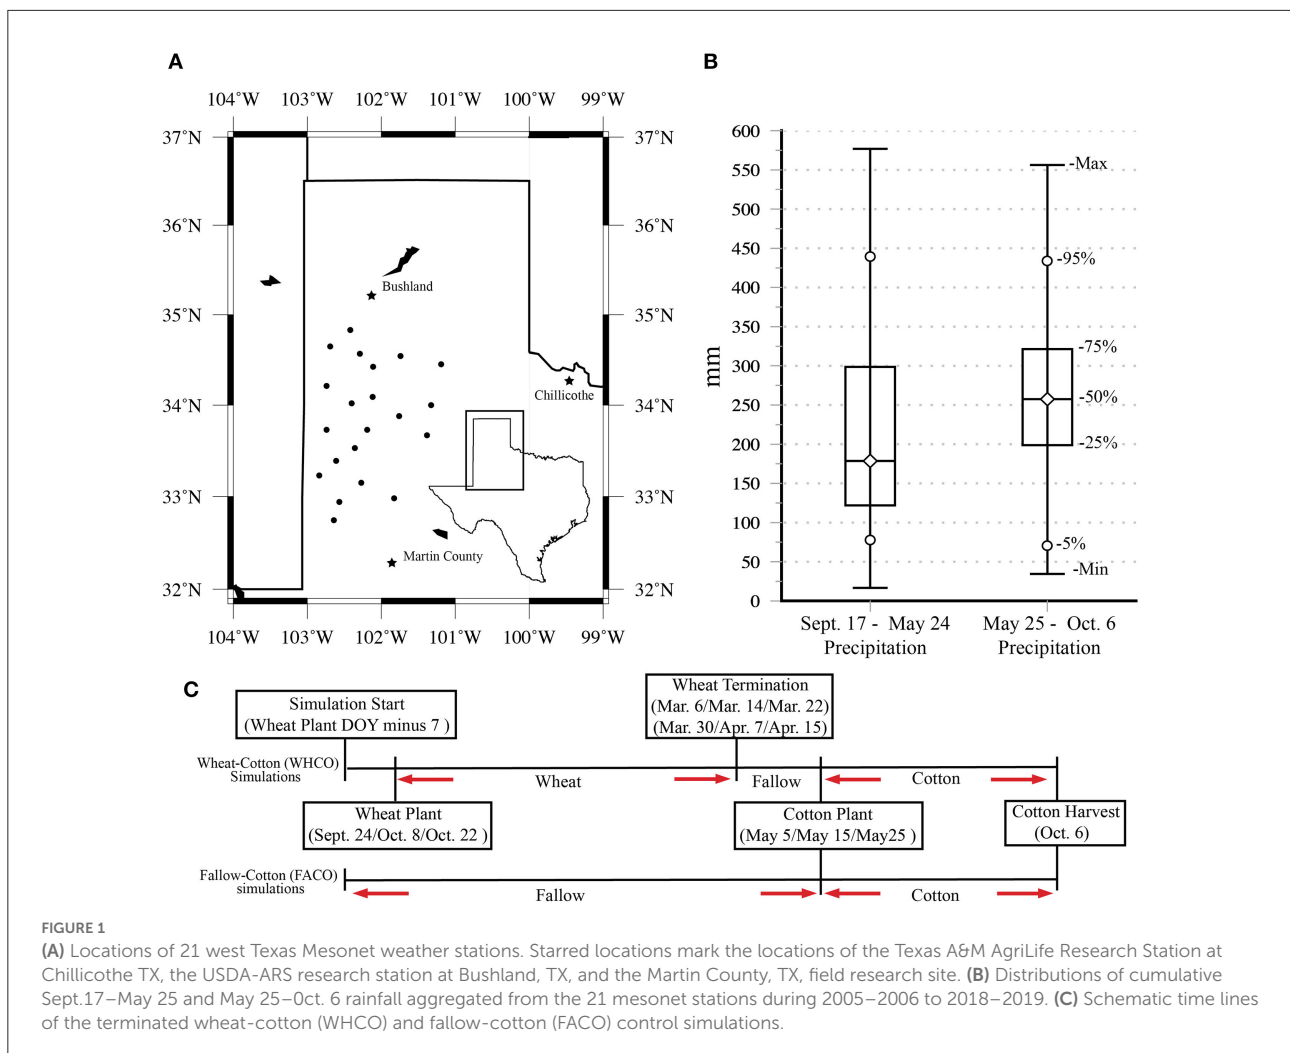 A
104°W 103°W 102°W 101°W 100°W 99°W
37°N 37°N
36°N 36°N
35°N 35°N
34°N 34°N
33°N 33°N
32°N 32°N
Bushland
Chillicothe
Martin County
104°W 103°W 102°W 101°W 100°W 99°W
B
600
550
500
450
400
350
300
250
200
150
100
50
0
mm
-Max
-95%
-75%
-50%
-25%
-5%
-Min
Sept. 17 - May 24
Precipitation
May 25 - Oct. 6
Precipitation
C
Simulation Start
(Wheat Plant DOY minus 7 )
Wheat Termination
(Mar. 6/Mar. 14/Mar. 22)
(Mar. 30/Apr. 7/Apr. 15)
Wheat-Cotton (WHCO)
Simulations
Wheat
Fallow
Cotton
Wheat Plant
(Sept. 24/Oct. 8/Oct. 22 )
Cotton Plant
(May 5/May 15/May25 )
Cotton Harvest
(Oct. 6)
Fallow-Cotton (FACO)
simulations
Fallow
Cotton
FIGURE 1
(A) Locations of 21 west Texas Mesonet weather stations. Starred locations mark the locations of the Texas A&M AgriLife Research Station at
Chillicothe TX, the USDA-ARS research station at Bushland, TX, and the Martin County, TX, field research site. (B) Distributions of cumulative
Sept.17–May 25 and May 25–0ct. 6 rainfall aggregated from the 21 mesonet stations during 2005–2006 to 2018–2019. (C) Schematic time lines
of the terminated wheat-cotton (WHCO) and fallow-cotton (FACO) control simulations.